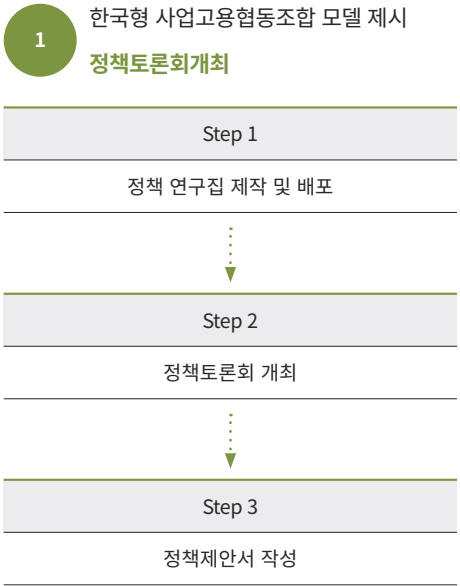 1
한국형 사업고용협동조합 모델 제시
정책토론회개최
Step 1
정책 연구집 제작 및 배포
Step 2
정책토론회 개최
Step 3
정책제안서 작성